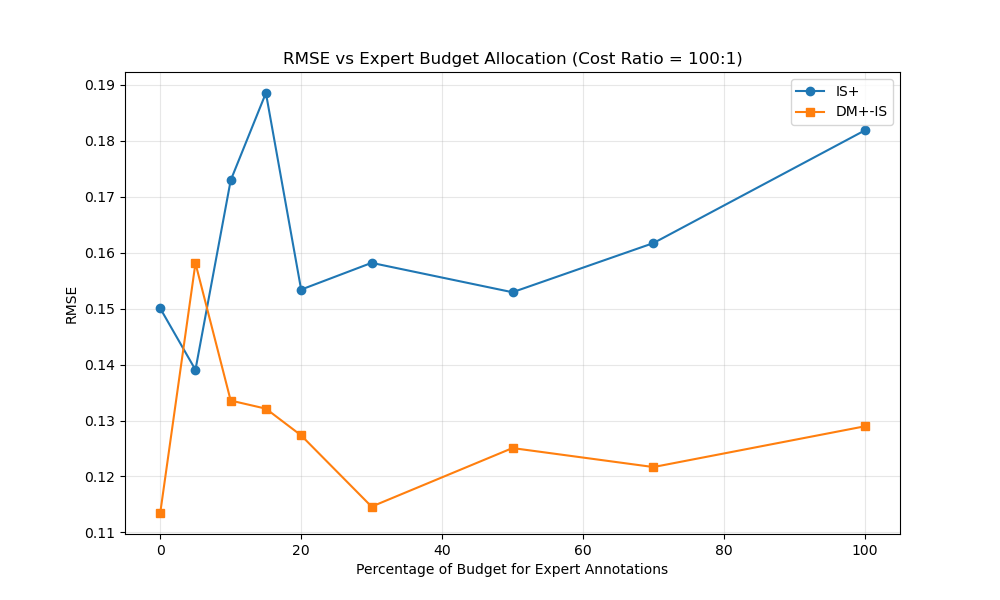 RMSE vs Expert Budget Allocation (Cost Ratio = 100:1)
IS+
DM+-IS
0.19
0.18
0.17
0.16
0.15
0.14
0.13
0.12
0.11
RMSE
0 20 40 60 80 100
Percentage of Budget for Expert Annotations